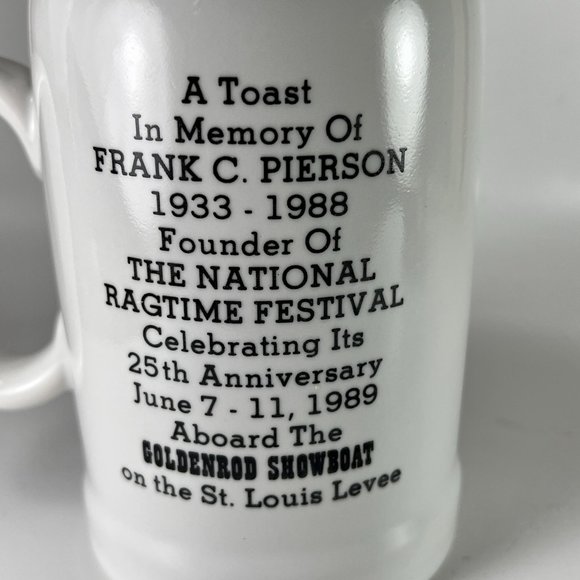 A Toast
In Memory Of
FRANK C. PIERSON
1933 - 1988
Founder Of
THE NATIONAL
RAGTIME FESTIVAL
Celebrating Its
25th Anniversary
June 7 - 11, 1989
Aboard The
GOLDENROD SHOWBOAT
on the St. Louis Levee